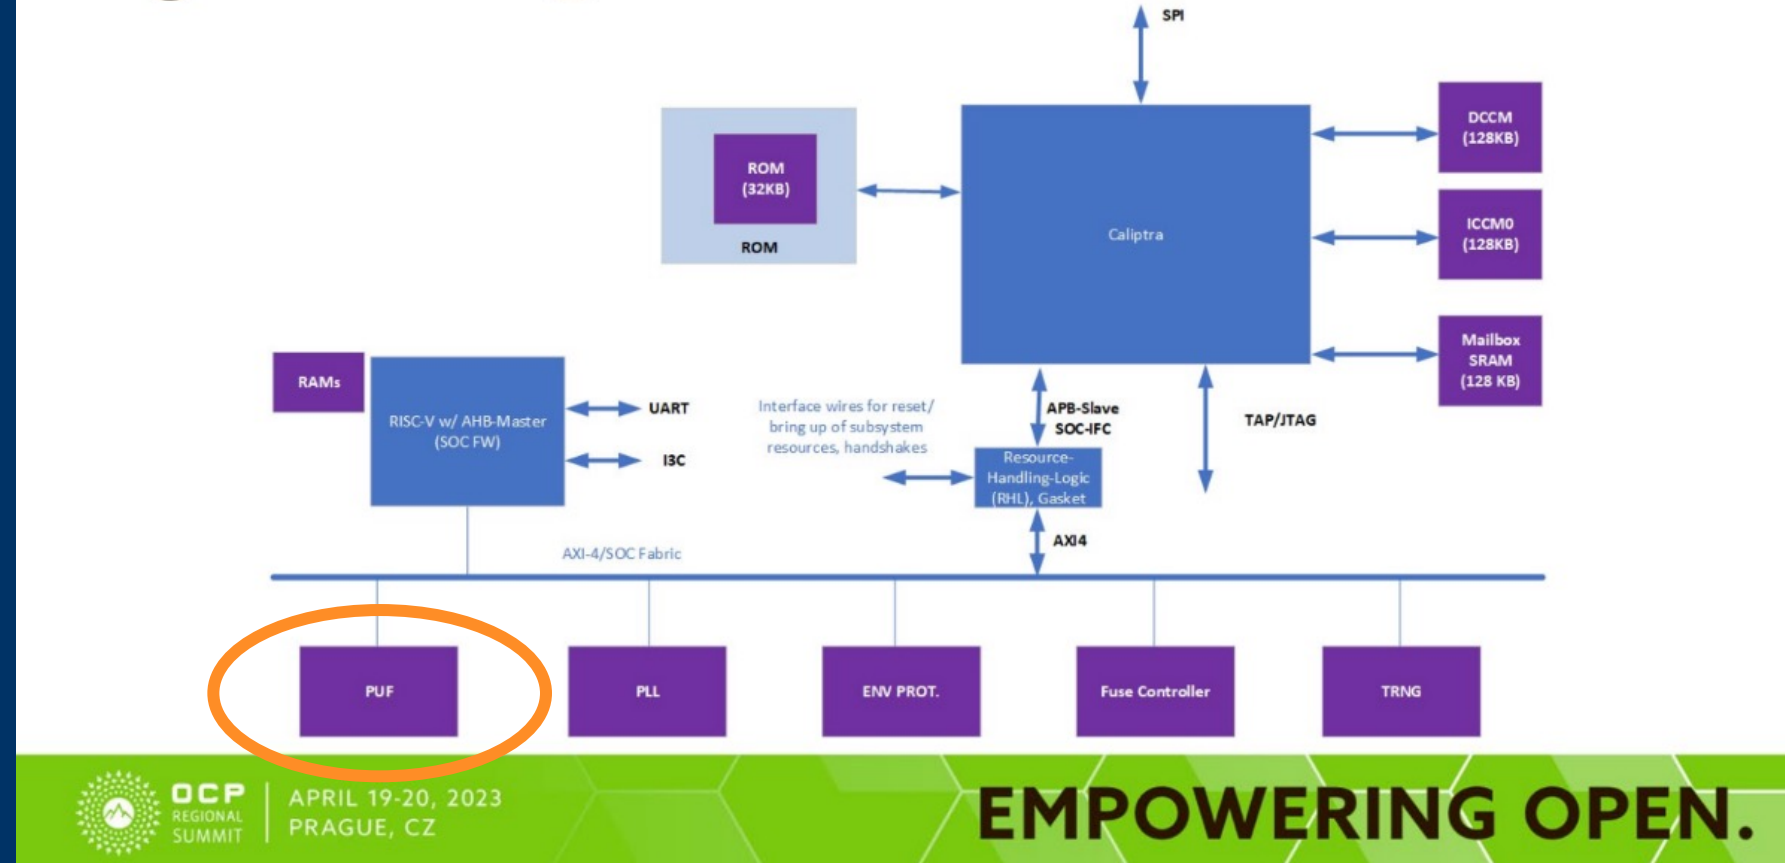 SPI
DCCM
(128KB)
ROM
(32KB)
ROM
Caliptra
ICCM0
(128KB)
Mailbox
SRAM
(128 KB)
RAMs
RISC-V w/ AHB-Master
(SOC FW)
UART
I3C
Interface wires for reset/
bring up of subsystem
resources, handshakes
APB-Slave
SOC-IFC
TAP/JTAG
Resource-
Handling-Logic
(RHL), Gasket
AXI4
AXI-4/SOC Fabric
PUF
PLL
ENV PROT.
Fuse Controller
TRNG
OCP
REGIONAL
SUMMIT
APRIL 19-20, 2023
PRAGUE, CZ
EMPOWERING OPEN.